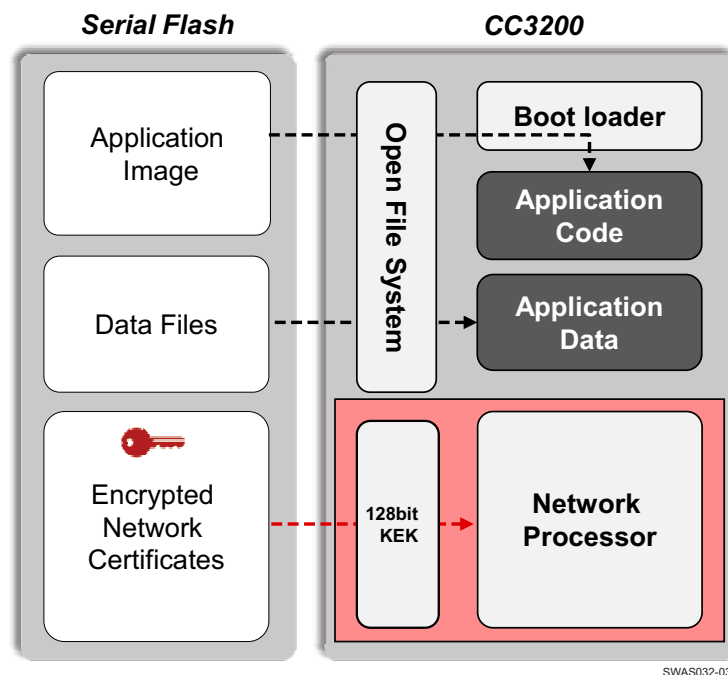 Serial Flash
CC3200
Application
Image
Data Files
Encrypted
Network
Certificates
Open File System
Boot loader
Application
Code
Application
Data
128bit
KEK
Network
Processor